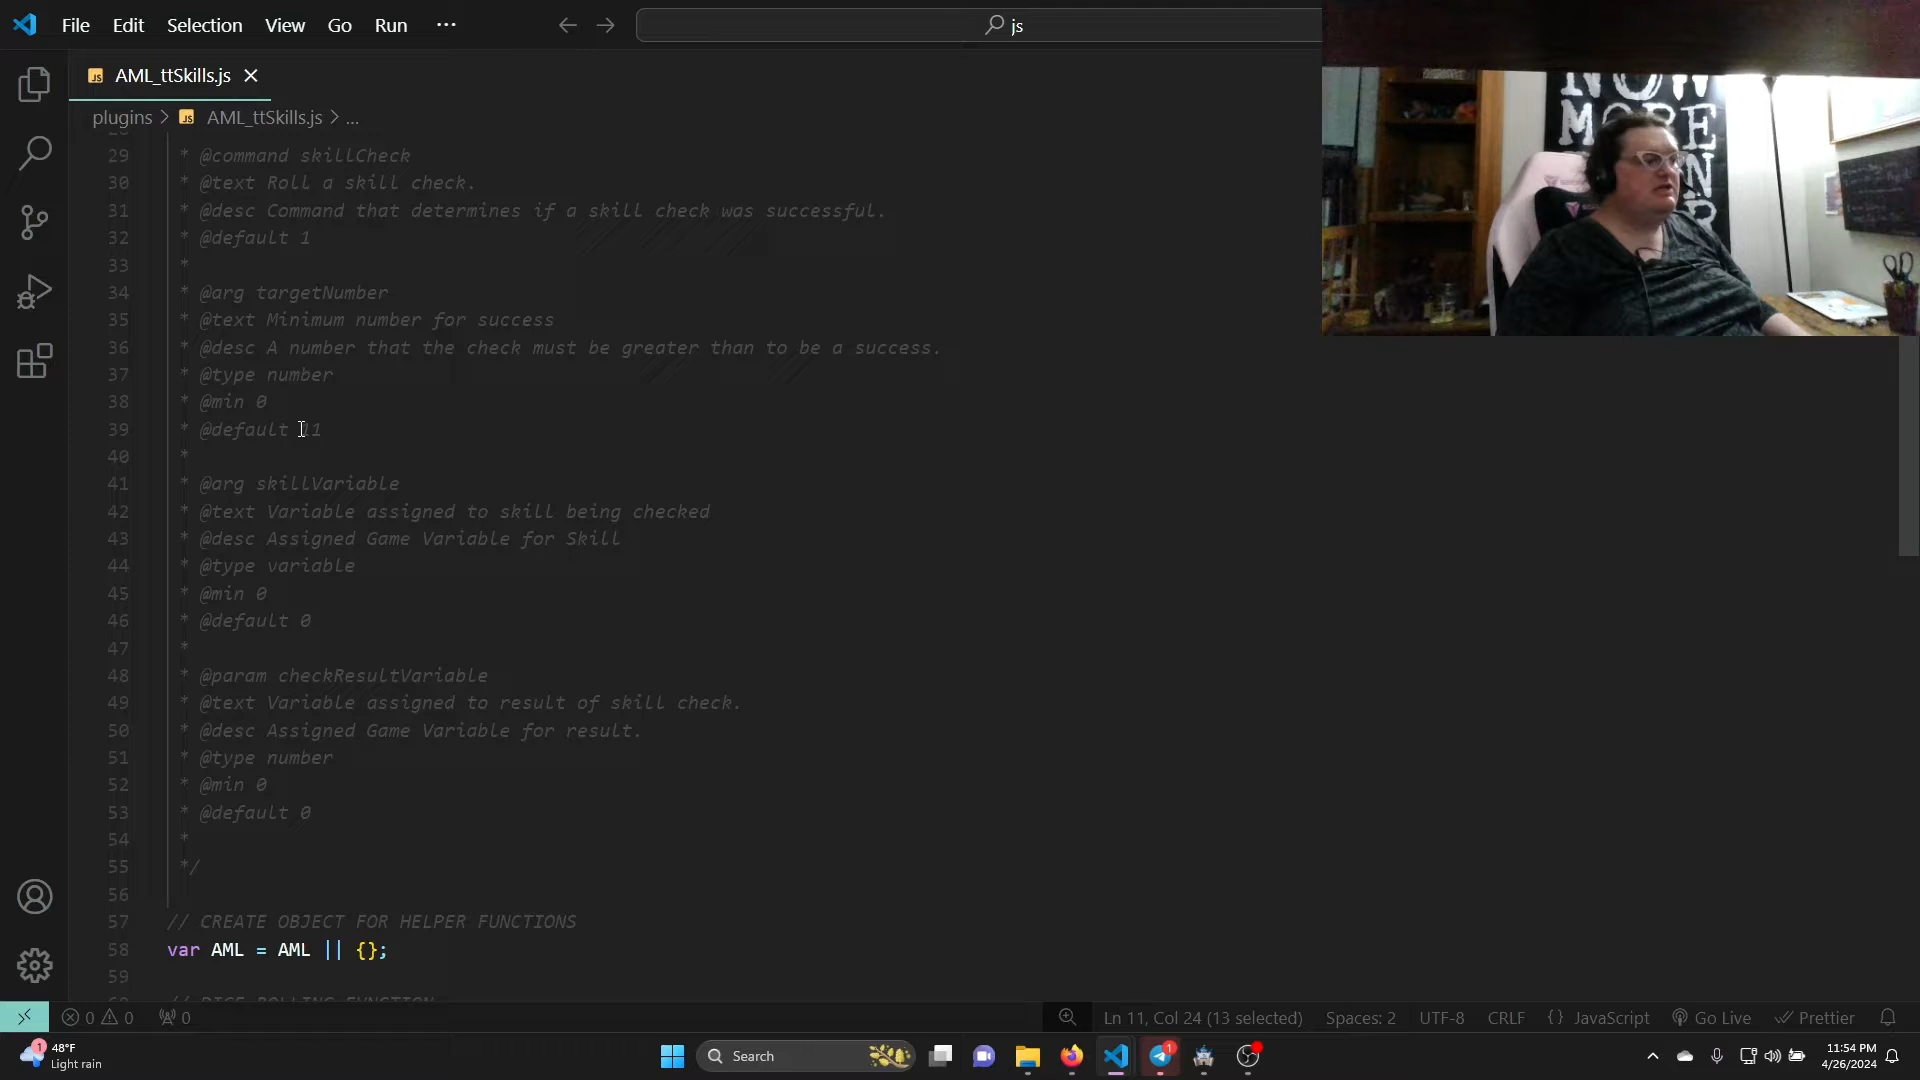 File Edit Selection View Go Run ···
js
AML_ttSkills.js
plugins > AML_ttSkills.js > ...
29 * @command skillCheck
30 * @text Roll a skill check.
31 * @desc Command that determines if a skill check was successful.
32 * @default 1
33 *
34 * @arg targetNumber
35 * @text Minimum number for success
36 * @desc A number that the check must be greater than to be a success.
37 * @type number
38 * @min 0
39 * @default 11
40 *
41 * @arg skillVariable
42 * @text Variable assigned to skill being checked
43 * @desc Assigned Game Variable for Skill
44 * @type variable
45 * @min 0
46 * @default 0
47 *
48 * @param checkResultVariable
49 * @text Variable assigned to result of skill check.
50 * @desc Assigned Game Variable for result.
51 * @type number
52 * @min 0
53 * @default 0
54 *
55 */
56
57 // CREATE OBJECT FOR HELPER FUNCTIONS
58 var AML = AML || {};
59
60 // DICE ROLLING FUNCTION
NOW
MORE
0 0 0 Ln 11, Col 24 (13 selected) Spaces: 2 UTF-8 CRLF {} JavaScript Go Live Prettier
1 48°F
Light rain
Search
1
11:54 PM
4/26/2024